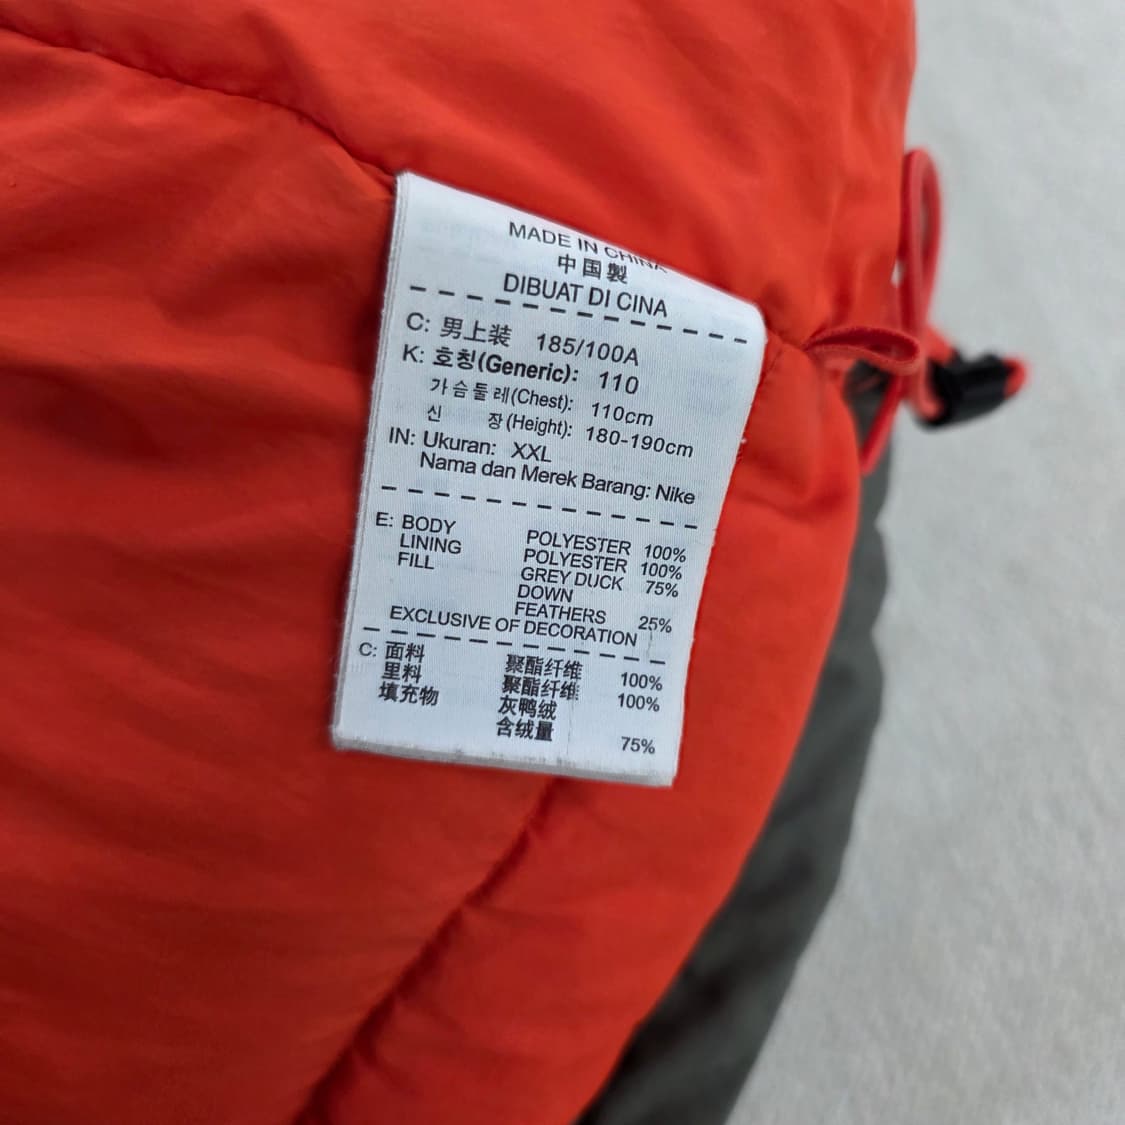 MADE IN CHINA
中国製
DIBUAT DI CINA
C: 男上装 185/100A
K: 호칭(Generic): 110
가슴둘레(Chest): 110cm
신 장(Height): 180-190cm
IN: Ukuran: XXL
Nama dan Merek Barang: Nike
E: BODY POLYESTER 100%
LINING POLYESTER 100%
FILL GREY DUCK 75%
DOWN
FEATHERS 25%
EXCLUSIVE OF DECORATION
C: 面料 聚酯纤维 100%
里料 聚酯纤维 100%
填充物 灰鸭绒
含绒量 75%